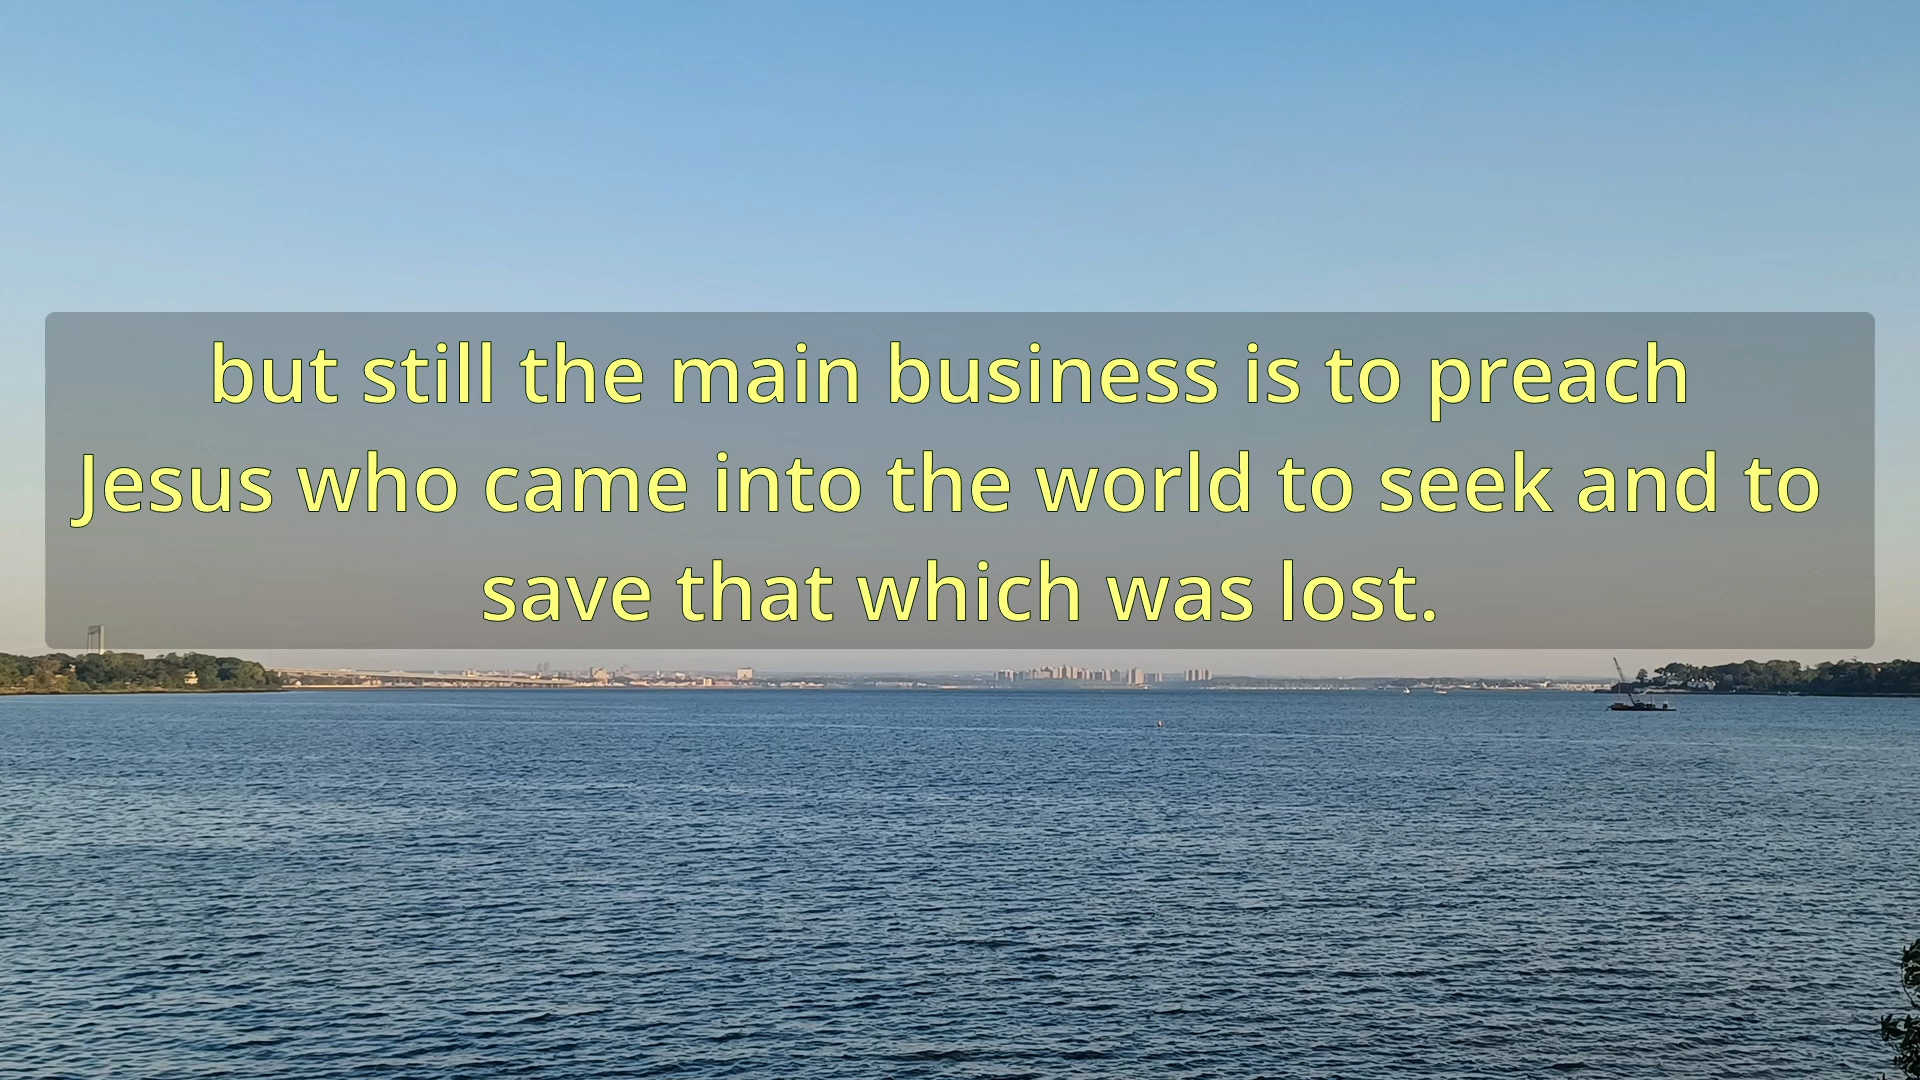 but still the main business is to preach
Jesus who came into the world to seek and to
save that which was lost.